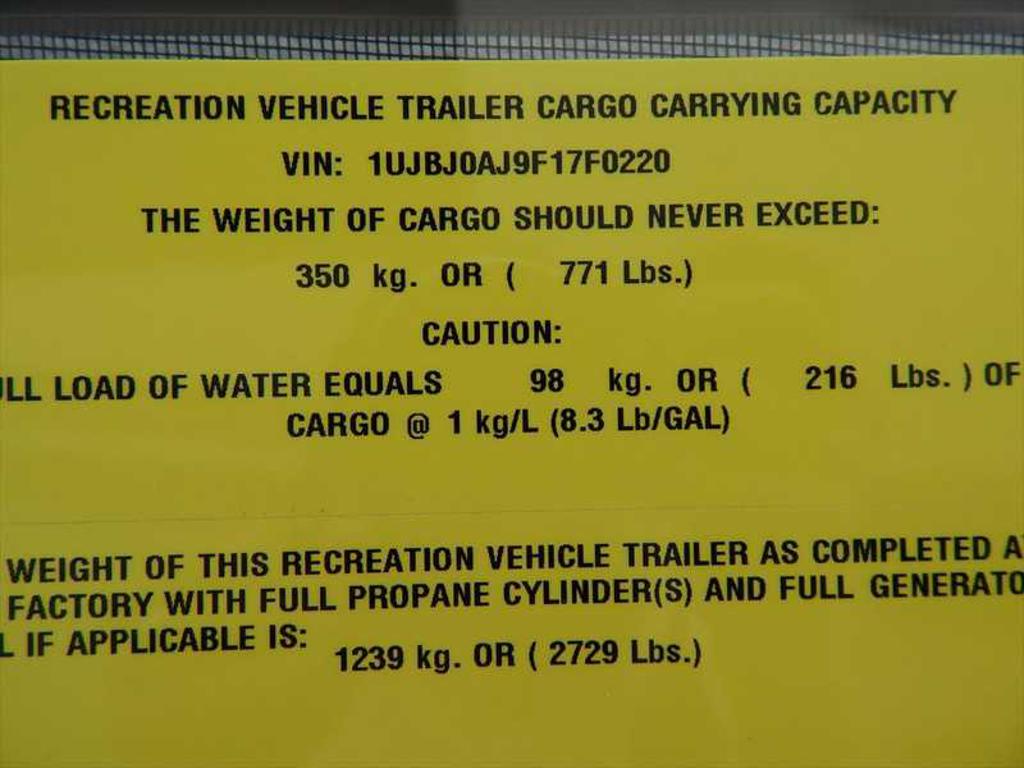 RECREATION VEHICLE TRAILER CARGO CARRYING CAPACITY
VIN: 1UJBJ0AJ9F17F0220
THE WEIGHT OF CARGO SHOULD NEVER EXCEED:
350 kg. OR ( 771 Lbs.)
CAUTION:
LOAD OF WATER EQUALS 98 kg. OR ( 216 Lbs. ) OF
CARGO @ 1 kg/L (8.3 Lb/GAL)
WEIGHT OF THIS RECREATION VEHICLE TRAILER AS COMPLETED
FACTORY WITH FULL PROPANE CYLINDER(S) AND FULL
IF APPLICABLE IS:
1239 kg. OR ( 2729 Lbs.)